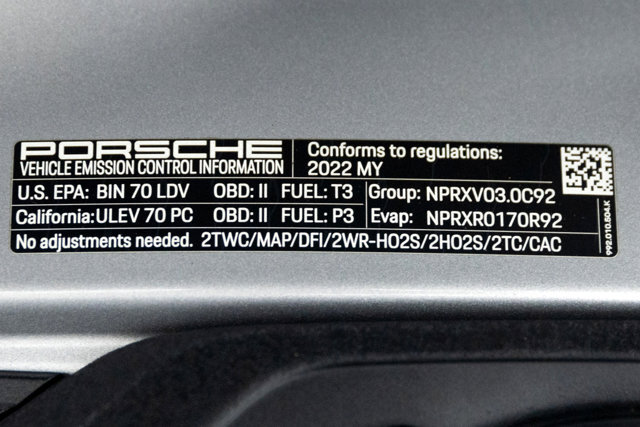 PORSCHE
VEHICLE EMISSION CONTROL INFORMATION
Conforms to regulations:
2022 MY
U.S. EPA: BIN 70 LDV OBD: II FUEL: T3
California: ULEV 70 PC OBD: II FUEL: P3
Group: NPRXV03.0C92
Evap: NPRXR0170R92
No adjustments needed. 2TWC/MAP/DFI/2WR-HO2S/2HO2S/2TC/CAC
992.010.504.K